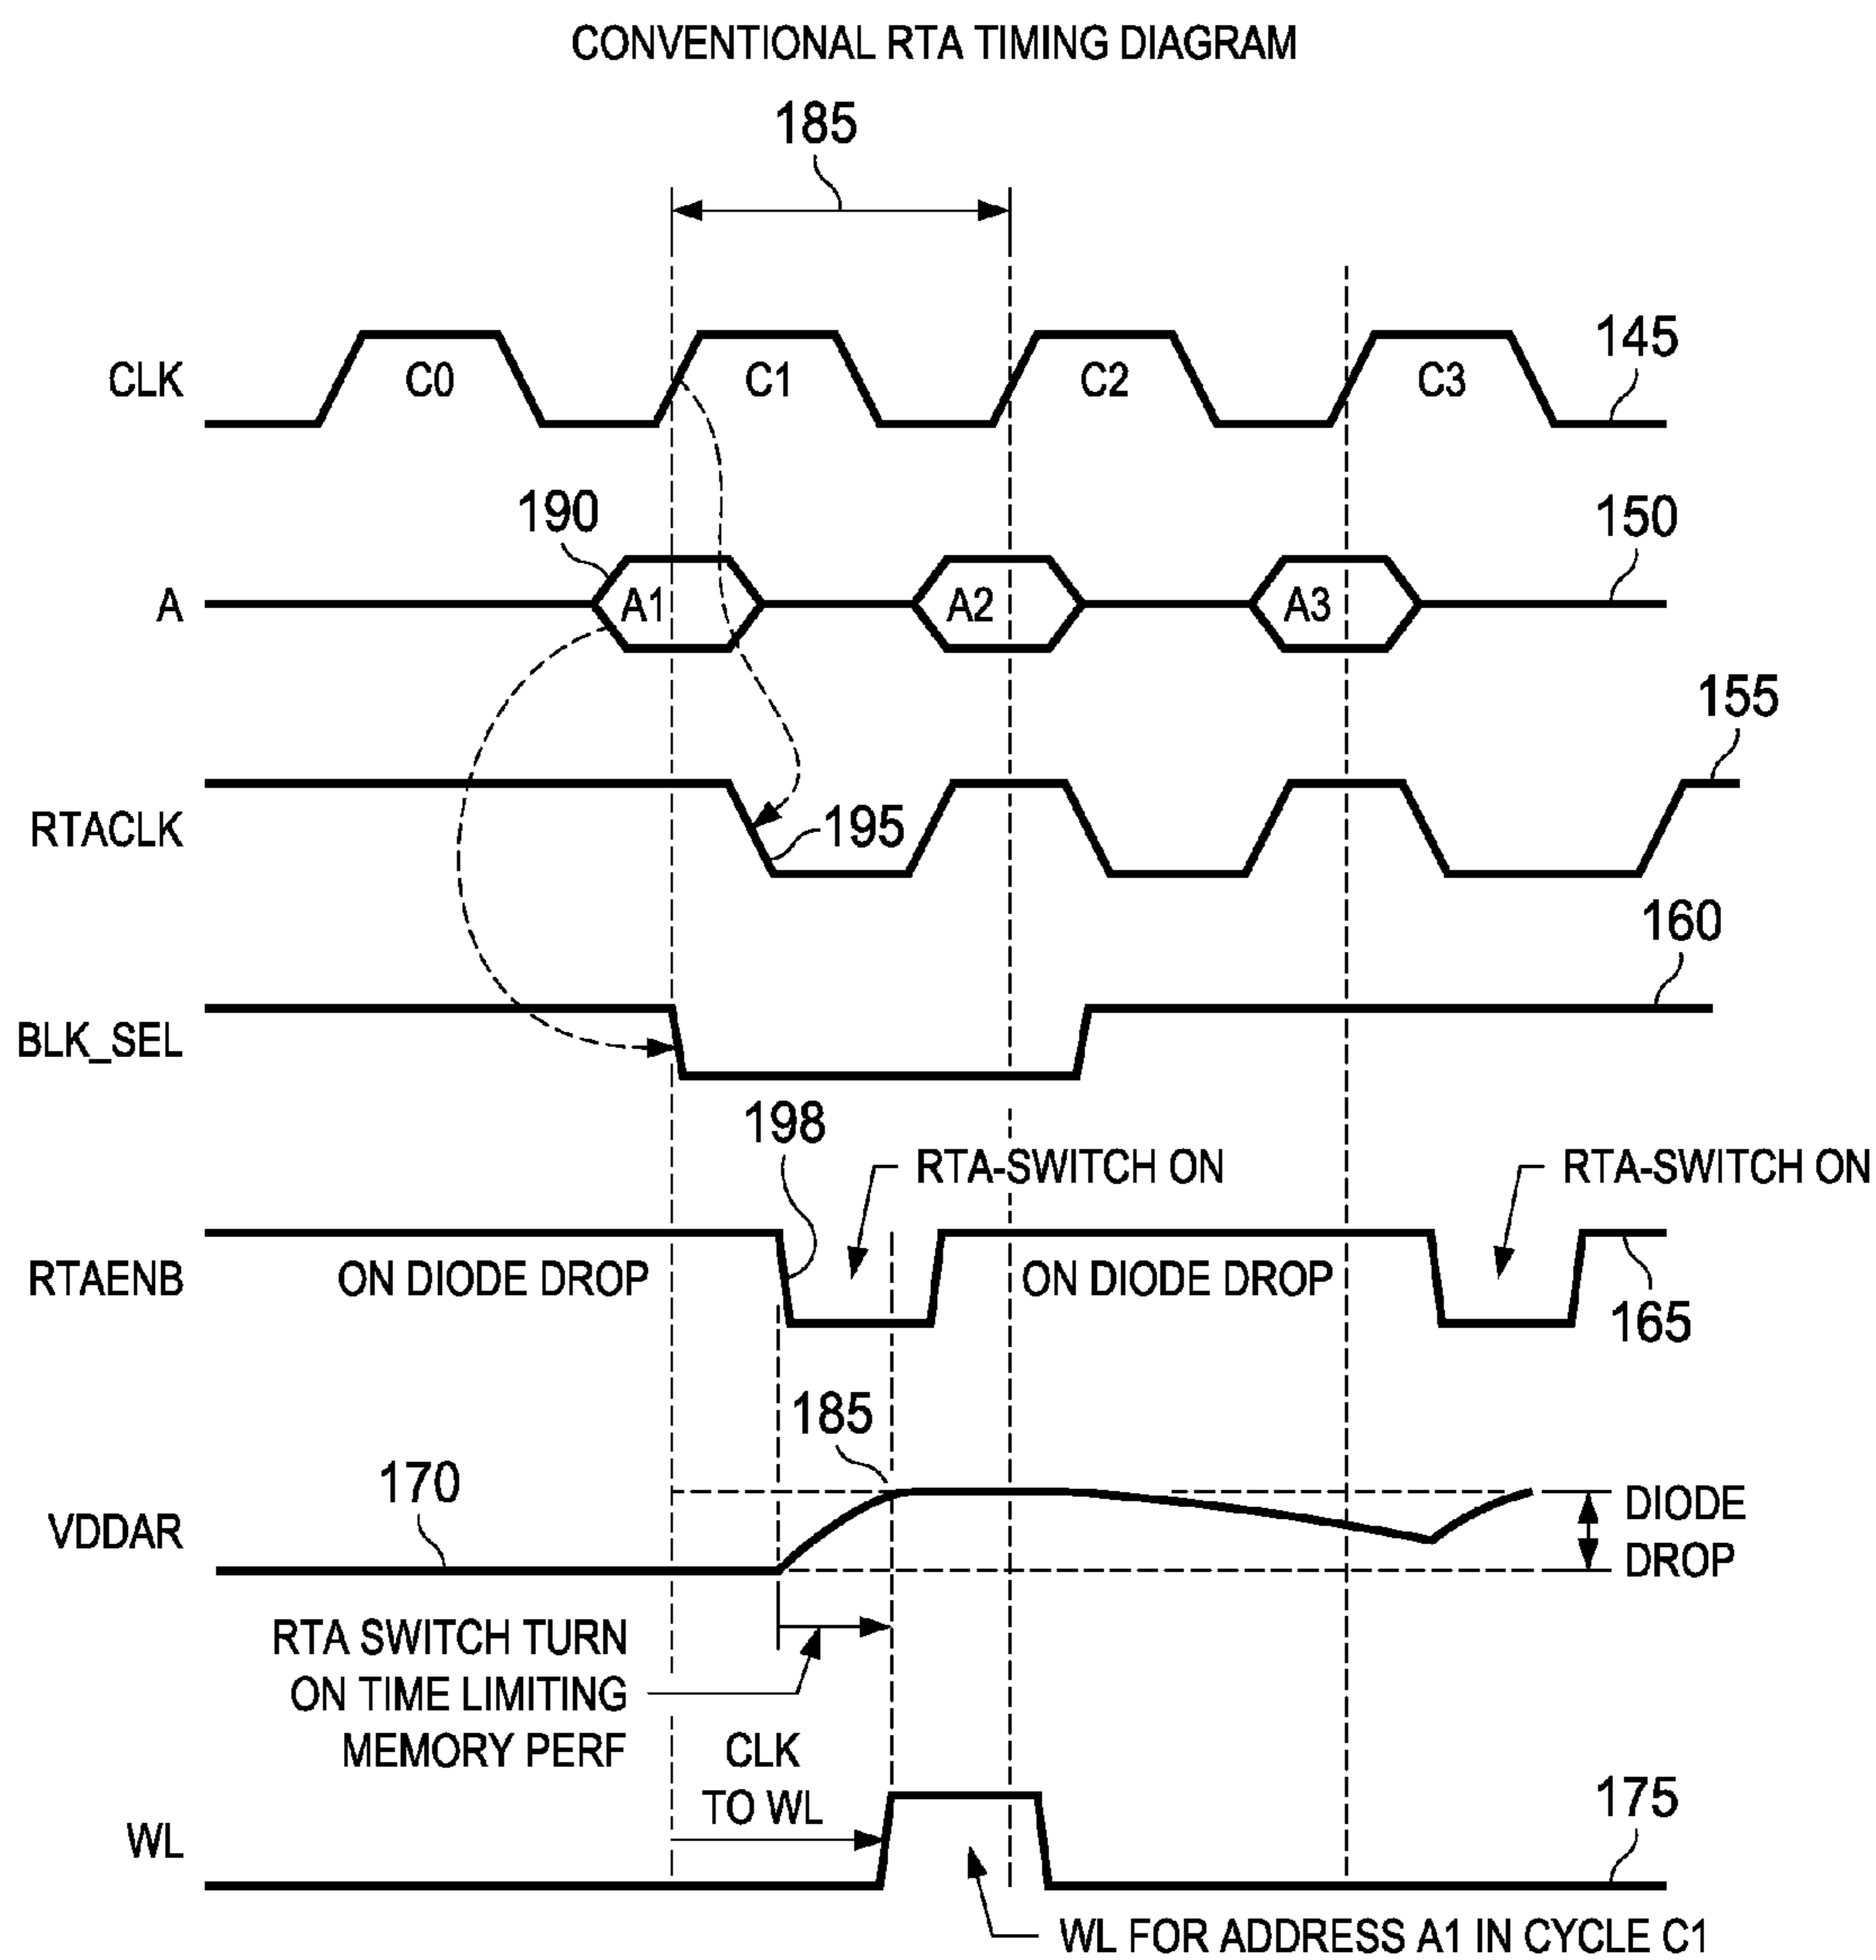 CONVENTIONAL RTA TIMING DIAGRAM
185
CLK
C0
C1
C2
C3
145
190
150
A
A1
A2
A3
155
RTACLK
195
160
BLK_SEL
198
RTA-SWITCH ON
RTA-SWITCH ON
RTAENB
ON DIODE DROP
ON DIODE DROP
165
185
170
VDDAR
DIODE
DROP
RTA SWITCH TURN
ON TIME LIMITING
MEMORY PERF
CLK
TO WL
175
WL
WL FOR ADDRESS A1 IN CYCLE C1